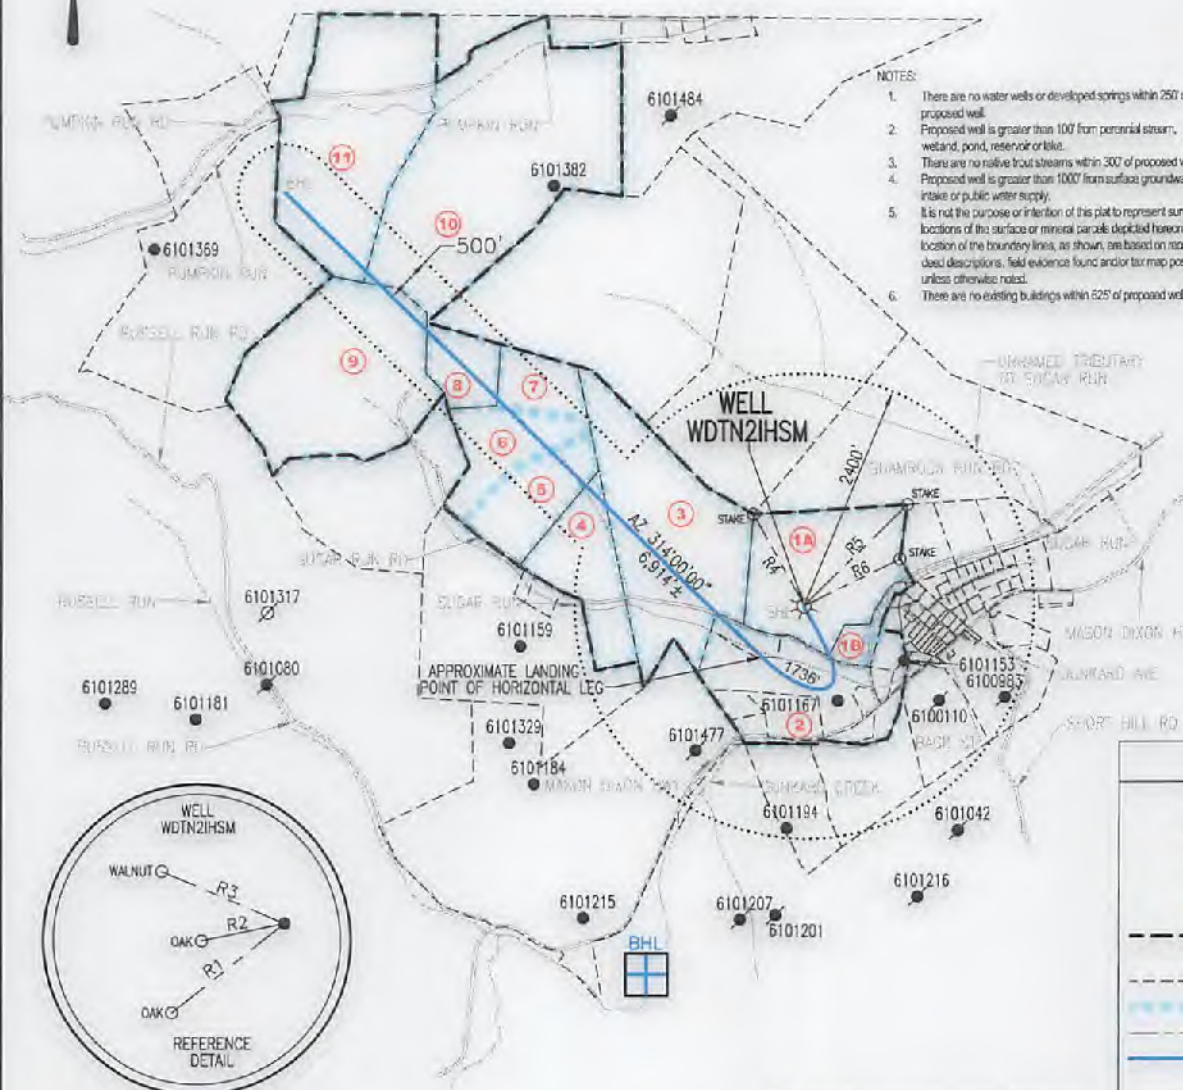 NOTES:
1. There are no water wells or developed springs within 250'
proposed well.
2. Proposed well is greater than 100' from perennial stream,
wetland, pond, reservoir or lake.
3. There are no native trout streams within 300' of proposed
4. Proposed well is greater than 1000' from surface
intake or public water supply.
5. It is not the purpose or intention of this plat to represent
locations of the surface or mineral parcels depicted
location of the boundary lines, as shown, are based on
deed descriptions, field evidence found and/or tax map
unless otherwise noted.
6. There are no existing buildings within 625' of proposed
6101484
PUMPKIN RUN RD
PUMPKIN RUN
11
6101382
BHL
10
500'
6101369
PUMPKIN RUN
RUSSELL RUN RD
9
UNNAMED TRIBUTARY
TO SUGAR RUN
8
7
WELL
WDTN2IHSM
2400'
6
SHAMROCK RUN RD
5
STAKE
STAKE
3
4
1A
AZ 314°00'00"
6,914'±
R4
R5
R6
STAKE
SUGAR RUN
SUGAR RUN RD
RUSSELL RUN
6101317
SUGAR RUN
SHL
6101159
1B
MASON DIXON
APPROXIMATE LANDING
POINT OF HORIZONTAL LEG
1736'
6101153
6100983
DUNKARD AVE
6101080
6101289
6101181
6101167
6100110
2
SHORT HILL RD
RUSSELL RUN RD
6101329
6101477
BACK ST
6101184
MASON DIXON HWY
DUNKARD CREEK
6101194
6101042
WELL
WDTN2IHSM
WALNUT
R3
R2
OAK
R1
OAK
REFERENCE
DETAIL
6101216
6101215
6101207
6101201
BHL